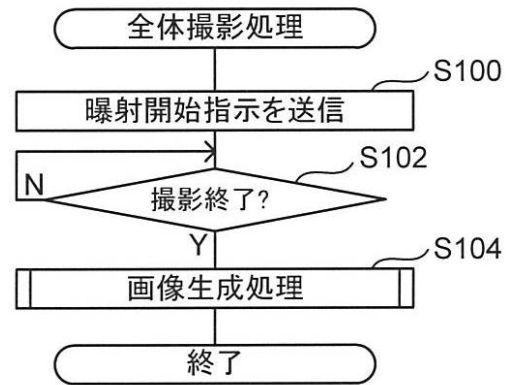 全体撮影処理
S100
曝射開始指示を送信
S102
N
撮影終了?
Y
S104
画像生成処理
終了